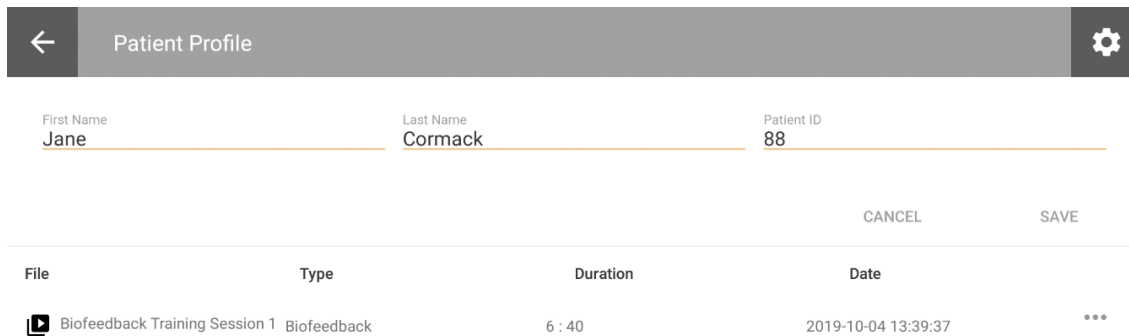 Patient Profile
First Name Last Name Patient ID
Jane Cormack 88
CANCEL SAVE
File Type Duration Date
Biofeedback Training Session 1 Biofeedback 6 : 40 2019-10-04 13:39:37